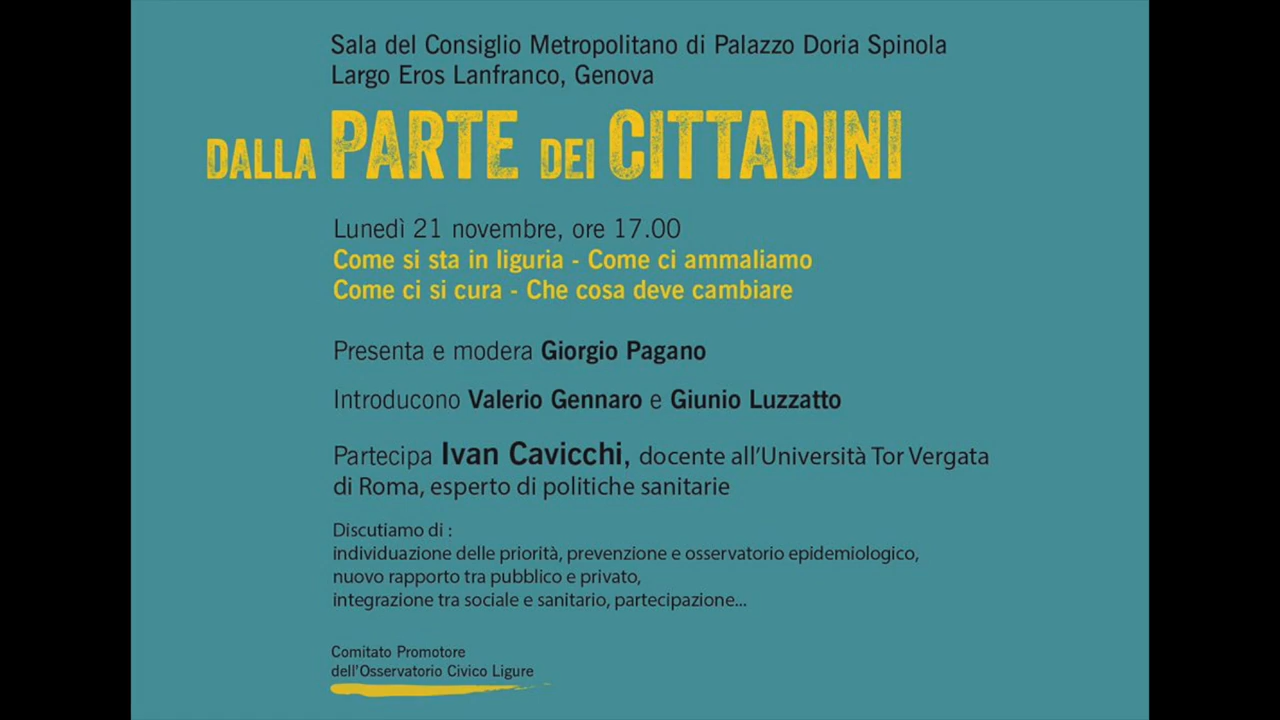 Sala del Consiglio Metropolitano di Palazzo Doria Spinola
Largo Eros Lanfranco, Genova
DALLA PARTE DEI CITTADINI
Lunedì 21 novembre, ore 17.00
Come si sta in liguria - Come ci ammaliamo
Come ci si cura - Che cosa deve cambiare
Presenta e modera Giorgio Pagano
Introducono Valerio Gennaro e Giunio Luzzatto
Partecipa Ivan Cavicchi, docente all'Università Tor Vergata
di Roma, esperto di politiche sanitarie
Discutiamo di :
individuazione delle priorità, prevenzione e osservatorio epidemiologico,
nuovo rapporto tra pubblico e privato,
integrazione tra sociale e sanitario, partecipazione...
Comitato Promotore
dell'Osservatorio Civico Ligure